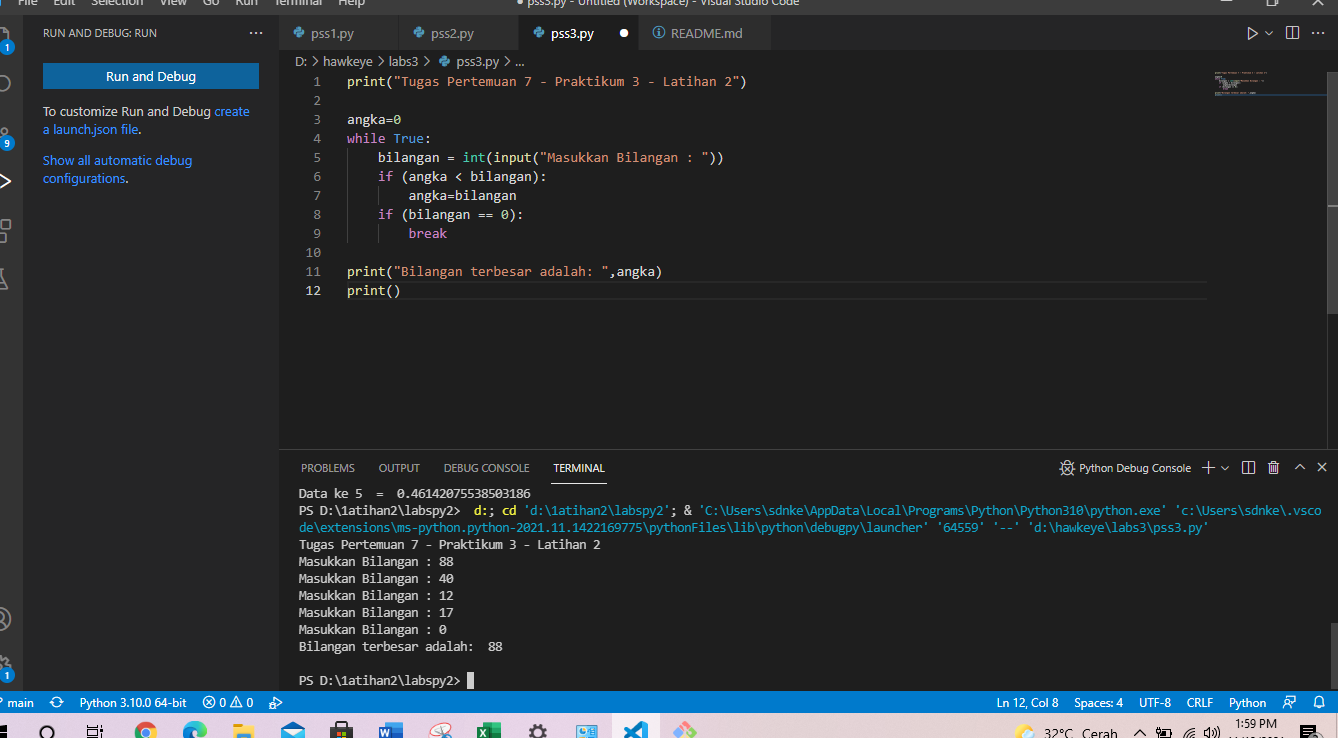 File Edit Selection View Go Run Terminal Help
● pss3.py - Untitled (Workspace) - Visual Studio Code
RUN AND DEBUG: RUN ...
pss1.py pss2.py pss3.py README.md
1
Run and Debug
To customize Run and Debug create
a launch.json file.
Show all automatic debug
configurations.
9
1
D: > hawkeye > labs3 > pss3.py > ...
1 print("Tugas Pertemuan 7 - Praktikum 3 - Latihan 2")
2
3 angka=0
4 while True:
5 bilangan = int(input("Masukkan Bilangan : "))
6 if (angka < bilangan):
7 angka=bilangan
8 if (bilangan == 0):
9 break
10
11 print("Bilangan terbesar adalah: ",angka)
12 print()
PROBLEMS OUTPUT DEBUG CONSOLE TERMINAL
Python Debug Console
Data ke 5  =  0.46142075538503186
PS D:\1atihan2\labspy2>  d:; cd 'd:\1atihan2\labspy2'; & 'C:\Users\sdnke\AppData\Local\Programs\Python\Python310\python.exe' 'c:\Users\sdnke\.vsco
de\extensions\ms-python.python-2021.11.1422169775\pythonFiles\lib\python\debugpy\launcher' '64559' '--' 'd:\hawkeye\labs3\pss3.py'
Tugas Pertemuan 7 - Praktikum 3 - Latihan 2
Masukkan Bilangan : 88
Masukkan Bilangan : 40
Masukkan Bilangan : 12
Masukkan Bilangan : 17
Masukkan Bilangan : 0
Bilangan terbesar adalah:  88
PS D:\1atihan2\labspy2>
main Python 3.10.0 64-bit 0 0
Ln 12, Col 8 Spaces: 4 UTF-8 CRLF Python
32°C Cerah
1:59 PM